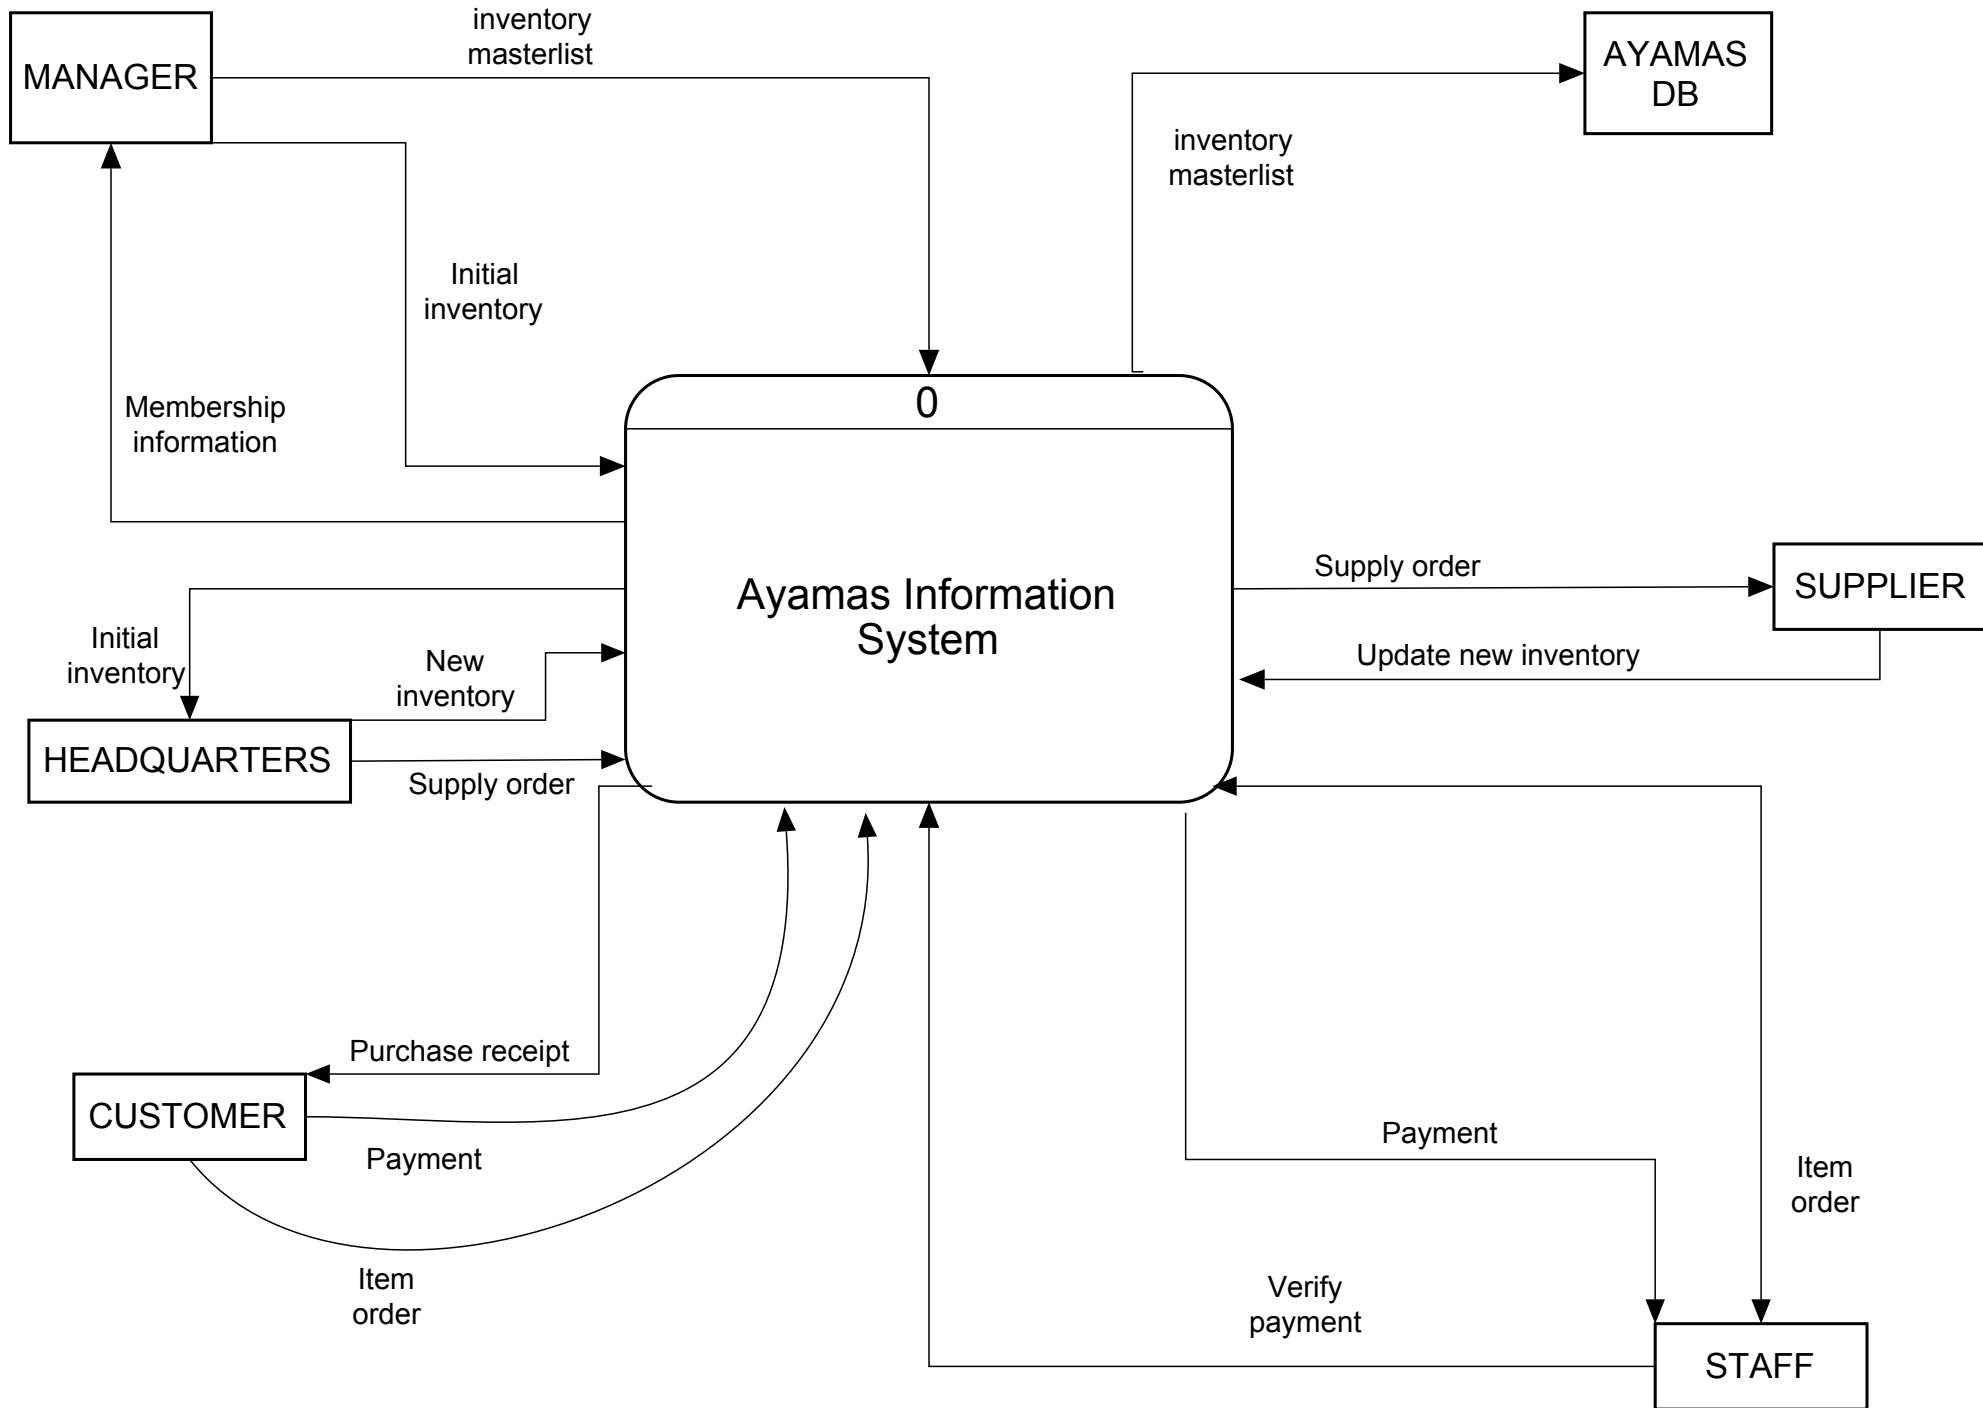 inventory
masterlist
MANAGER
AYAMAS
DB
inventory
masterlist
Initial
inventory
Membership
information
0
Ayamas Information
System
Supply order
SUPPLIER
Update new inventory
Initial
inventory
New
inventory
HEADQUARTERS
Supply order
Purchase receipt
CUSTOMER
Payment
Item
order
Payment
Item
order
Verify
payment
STAFF